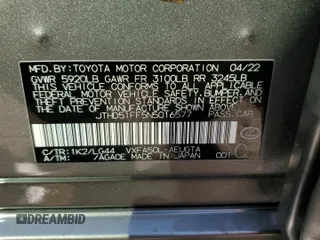 MFD. BY: TOYOTA MOTOR CORPORATION 04/22
GVWR 5920LB GAWR FR 3100LB RR 3245LB
THIS VEHICLE CONFORMS TO ALL APPLICABLE
FEDERAL MOTOR VEHICLE SAFETY, BUMPER, AND
THEFT PREVENTION STANDARDS IN EFFECT ON
THE DATE OF MANUFACTURE SHOWN ABOVE.
JTHD51FF5N5016577 PASS.CAR
C/TR: 1K2/LG44 VXFA50L-AEUGTA
A/TM: /AGA0E MADE IN JAPAN
C
© DRIVEBIDRIVE